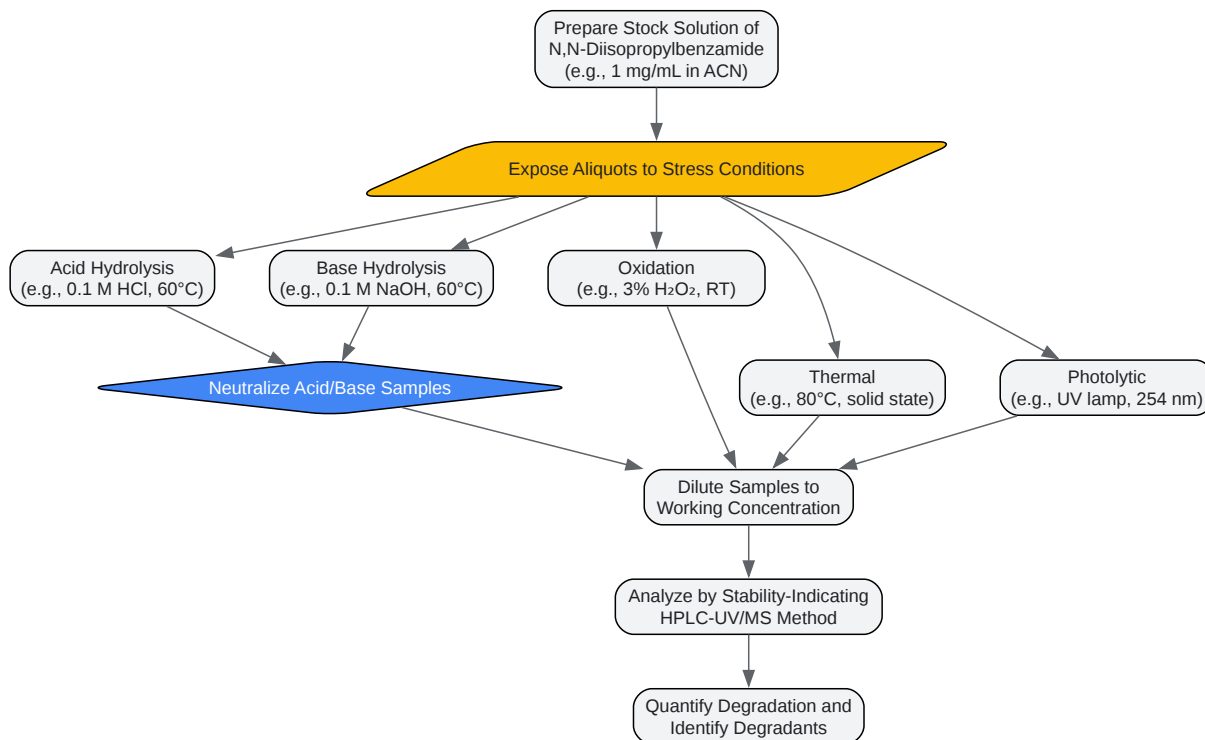 Prepare Stock Solution of
N,N-Diisopropylbenzamide
(e.g., 1 mg/mL in ACN)
Expose Aliquots to Stress Conditions
Acid Hydrolysis
(e.g., 0.1 M HCl, 60°C)
Base Hydrolysis
(e.g., 0.1 M NaOH, 60°C)
Oxidation
(e.g., 3% H₂O₂, RT)
Neutralize Acid/Base Samples
Thermal
(e.g., 80°C, solid state)
Photolytic
(e.g., UV lamp, 254 nm)
Dilute Samples to
Working Concentration
Analyze by Stability-Indicating
HPLC-UV/MS Method
Quantify Degradation and
Identify Degradants